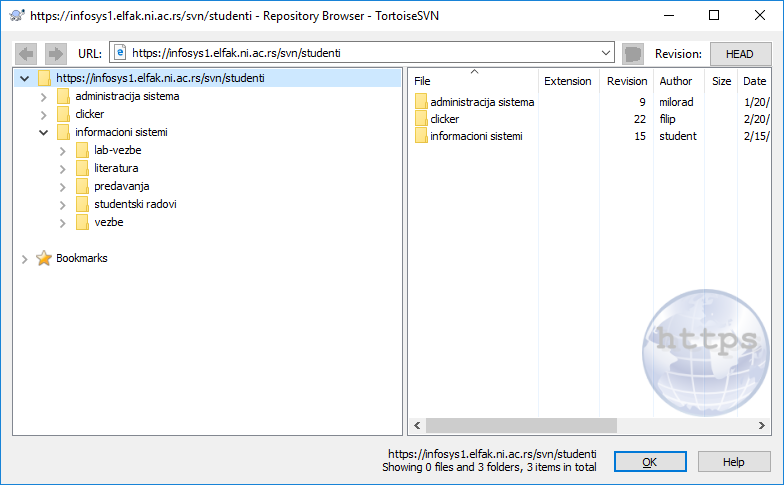 https://infosys1.elfak.ni.ac.rs/svn/studenti - Repository Browser - TortoiseSVN
URL: https://infosys1.elfak.ni.ac.rs/svn/studenti Revision: HEAD
https://infosys1.elfak.ni.ac.rs/svn/studenti
administracija sistema
clicker
informacioni sistemi
lab-vezbe
literatura
predavanja
studentski radovi
vezbe
Bookmarks
File Extension Revision Author Size Date
administracija sistema 9 milorad 1/20/
clicker 22 filip 2/20/
informacioni sistemi 15 student 2/15/
https
https://infosys1.elfak.ni.ac.rs/svn/studenti
Showing 0 files and 3 folders, 3 items in total
OK Help